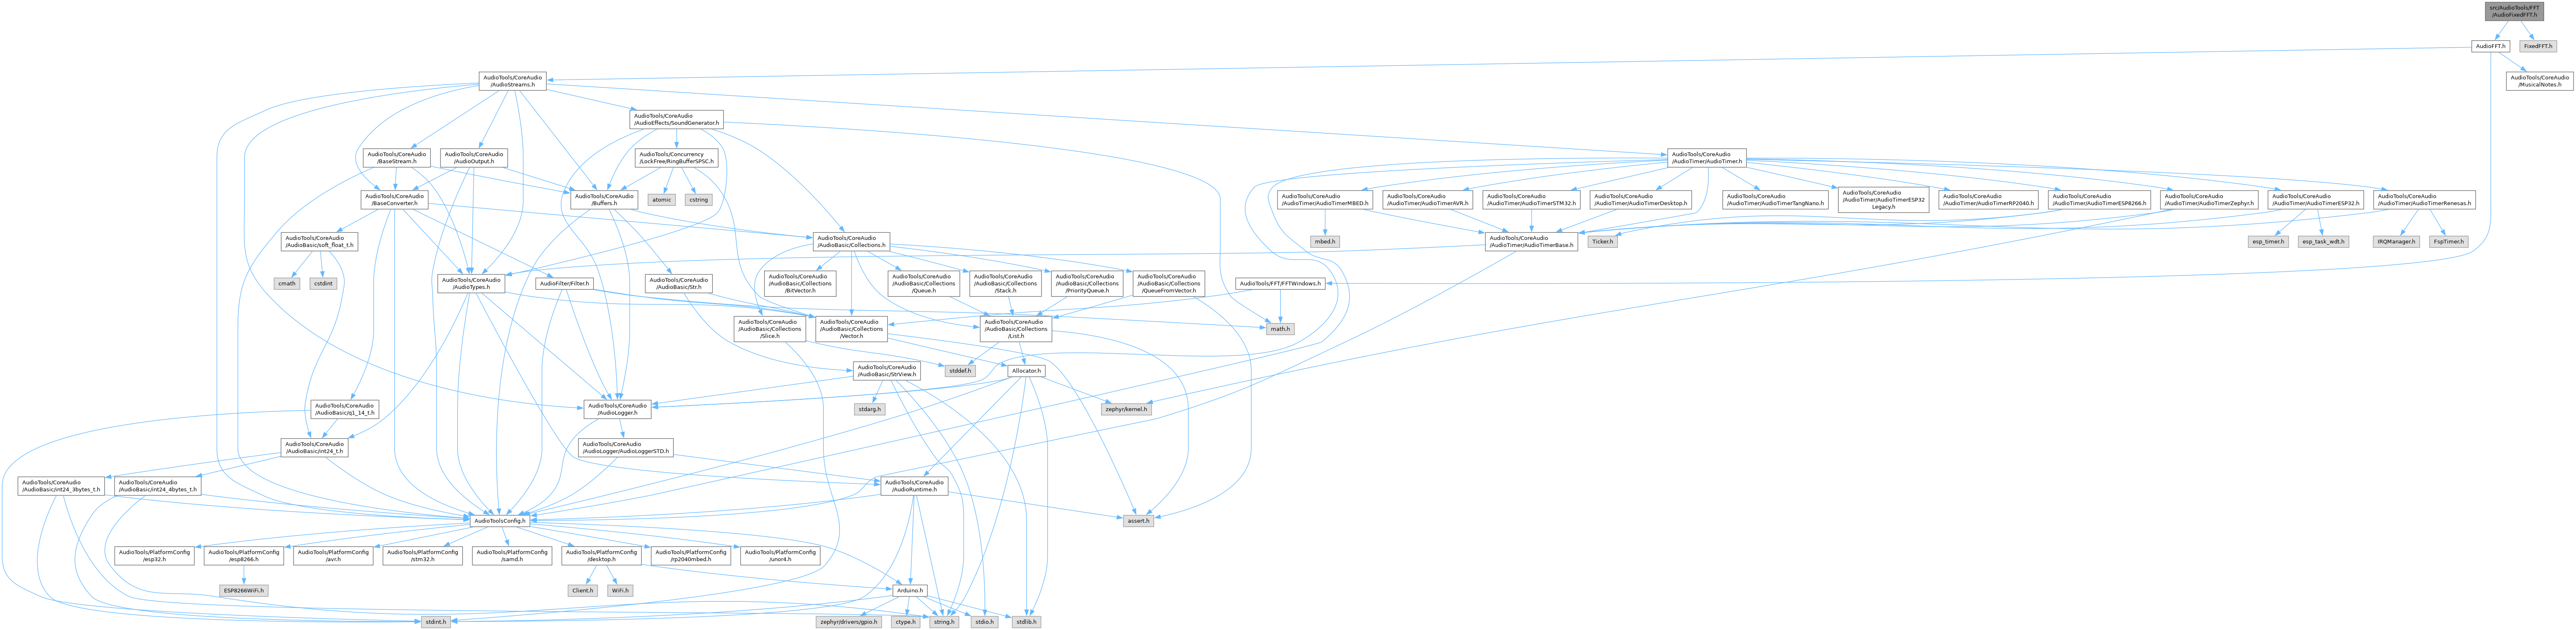 src/AudioTools/FFT
/AudioFixedFFT.h
AudioFFT.h
FixedFFT.h
AudioTools/CoreAudio
/AudioStreams.h
AudioTools/CoreAudio
/MusicalNotes.h
AudioTools/CoreAudio
/AudioEffects/SoundGenerator.h
AudioTools/CoreAudio
/BaseStream.h
AudioTools/CoreAudio
/AudioOutput.h
AudioTools/Concurrency
/LockFree/RingBufferSPSC.h
AudioTools/CoreAudio
/AudioTimer/AudioTimer.h
AudioTools/CoreAudio
/BaseConverter.h
AudioTools/CoreAudio
/Buffers.h
atomic
cstring
AudioTools/CoreAudio
/AudioTimer/AudioTimerMBED.h
AudioTools/CoreAudio
/AudioTimer/AudioTimerAVR.h
AudioTools/CoreAudio
/AudioTimer/AudioTimerSTM32.h
AudioTools/CoreAudio
/AudioTimer/AudioTimerDesktop.h
AudioTools/CoreAudio
/AudioTimer/AudioTimerTangNano.h
AudioTools/CoreAudio
/AudioTimer/AudioTimerESP32
Legacy.h
AudioTools/CoreAudio
/AudioTimer/AudioTimerRP2040.h
AudioTools/CoreAudio
/AudioTimer/AudioTimerESP8266.h
AudioTools/CoreAudio
/AudioTimer/AudioTimerZephyr.h
AudioTools/CoreAudio
/AudioTimer/AudioTimerESP32.h
AudioTools/CoreAudio
/AudioTimer/AudioTimerRenesas.h
AudioTools/CoreAudio
/AudioBasic/soft_float_t.h
AudioTools/CoreAudio
/AudioBasic/Collections.h
mbed.h
AudioTools/CoreAudio
/AudioTimer/AudioTimerBase.h
Ticker.h
esp_timer.h
esp_task_wdt.h
IRQManager.h
FspTimer.h
cmath
cstdint
AudioTools/CoreAudio
/AudioTypes.h
AudioFilter/Filter.h
AudioTools/CoreAudio
/AudioBasic/Str.h
AudioTools/CoreAudio
/AudioBasic/Collections
/BitVector.h
AudioTools/CoreAudio
/AudioBasic/Collections
/Queue.h
AudioTools/CoreAudio
/AudioBasic/Collections
/Stack.h
AudioTools/CoreAudio
/AudioBasic/Collections
/PriorityQueue.h
AudioTools/CoreAudio
/AudioBasic/Collections
/QueueFromVector.h
AudioTools/FFT/FFTWindows.h
AudioTools/CoreAudio
/AudioBasic/Collections
/Slice.h
AudioTools/CoreAudio
/AudioBasic/Collections
/Vector.h
AudioTools/CoreAudio
/AudioBasic/Collections
/List.h
math.h
AudioTools/CoreAudio
/AudioBasic/StrView.h
stddef.h
Allocator.h
AudioTools/CoreAudio
/AudioBasic/q1_14_t.h
AudioTools/CoreAudio
/AudioLogger.h
stdarg.h
zephyr/kernel.h
AudioTools/CoreAudio
/AudioBasic/int24_t.h
AudioTools/CoreAudio
/AudioLogger/AudioLoggerSTD.h
AudioTools/CoreAudio
/AudioBasic/int24_3bytes_t.h
AudioTools/CoreAudio
/AudioBasic/int24_4bytes_t.h
AudioTools/CoreAudio
/AudioRuntime.h
AudioToolsConfig.h
assert.h
AudioTools/PlatformConfig
/esp32.h
AudioTools/PlatformConfig
/esp8266.h
AudioTools/PlatformConfig
/avr.h
AudioTools/PlatformConfig
/stm32.h
AudioTools/PlatformConfig
/samd.h
AudioTools/PlatformConfig
/desktop.h
AudioTools/PlatformConfig
/rp2040mbed.h
AudioTools/PlatformConfig
/unor4.h
ESP8266WiFi.h
Client.h
WiFi.h
Arduino.h
stdint.h
zephyr/drivers/gpio.h
ctype.h
string.h
stdio.h
stdlib.h